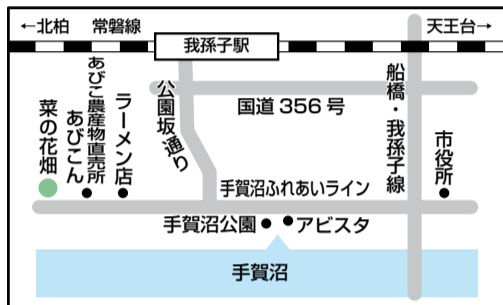 ←北柏
常磐線
我孫子駅
天王台→
国道356号
公園坂通り
船橋・我孫子線
市役所
菜の花畑
あびこ農産物直売所
あびこん
ラーメン店
手賀沼ふれあいライン
手賀沼公園
アビスタ
手賀沼